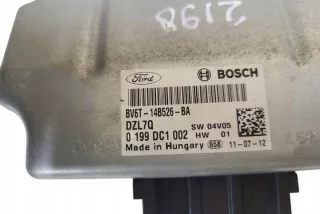 2198
Ford
BOSCH
BV6T-14B526-BA
DZL7Q
SW 04V05
0 199 DC1 002
HW 01
Made in Hungary
658
11-07-12